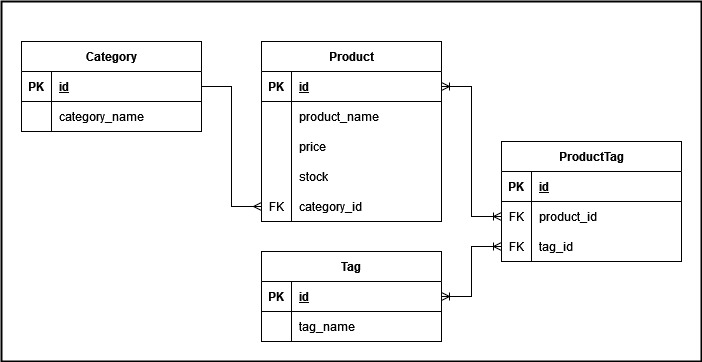 Category
PK id
category_name
Product
PK id
product_name
price
stock
FK category_id
ProductTag
PK id
FK product_id
FK tag_id
Tag
PK id
tag_name